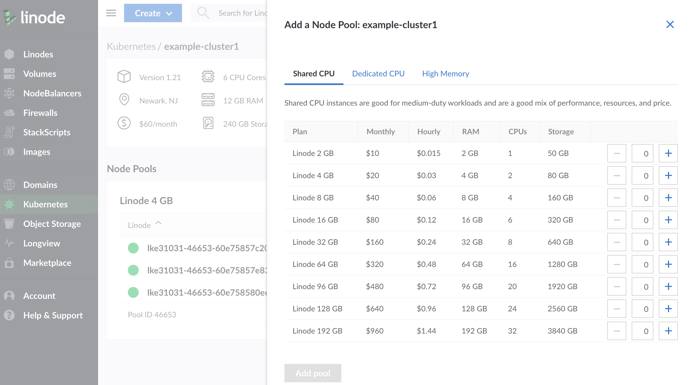 linode
Linodes
Volumes
NodeBalancers
Firewalls
StackScripts
Images
Domains
Kubernetes
Object Storage
Longview
Marketplace
Account
Help & Support
Create
Search for
Kubernetes / example-cluster1
Version 1.21
6 CPU Cores
Newark, NJ
12 GB RAM
$60/month
240 GB
Node Pools
Linode 4 GB
Linode
lke31031-46653-60e75857c20
lke31031-46653-60e75857e8
lke31031-46653-60e758580e
Pool ID 46653
Add a Node Pool: example-cluster1
Shared CPU Dedicated CPU High Memory
Shared CPU instances are good for medium-duty workloads and are a good mix of performance, resources, and price.
Plan Monthly Hourly RAM CPUs Storage
Linode 2 GB $10 $0.015 2 GB 1 50 GB 0
Linode 4 GB $20 $0.03 4 GB 2 80 GB 0
Linode 8 GB $40 $0.06 8 GB 4 160 GB 0
Linode 16 GB $80 $0.12 16 GB 6 320 GB 0
Linode 32 GB $160 $0.24 32 GB 8 640 GB 0
Linode 64 GB $320 $0.48 64 GB 16 1280 GB 0
Linode 96 GB $480 $0.72 96 GB 20 1920 GB 0
Linode 128 GB $640 $0.96 128 GB 24 2560 GB 0
Linode 192 GB $960 $1.44 192 GB 32 3840 GB 0
Add pool